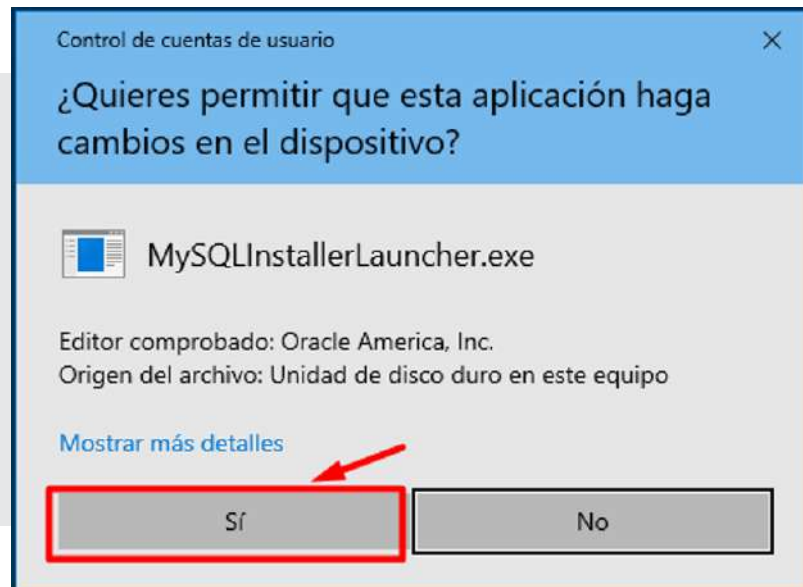 Control de cuentas de usuario
¿Quieres permitir que esta aplicación haga
cambios en el dispositivo?
MySQLInstallerLauncher.exe
Editor comprobado: Oracle America, Inc.
Origen del archivo: Unidad de disco duro en este equipo
Mostrar más detalles
Sí
No